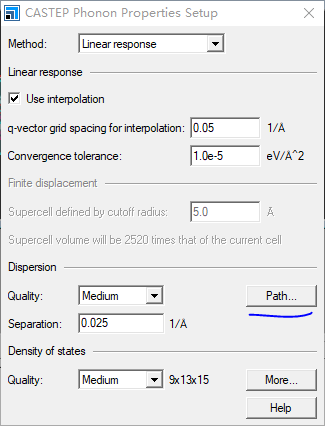 CASTEP Phonon Properties Setup
Method: Linear response
Linear response
Use interpolation
q-vector grid spacing for interpolation: 0.05 1/Å
Convergence tolerance: 1.0e-5 eV/Å^2
Finite displacement
Supercell defined by cutoff radius: 5.0 Å
Supercell volume will be 2520 times that of the current cell
Dispersion
Quality: Medium Path...
Separation: 0.025 1/Å
Density of states
Quality: Medium 9x13x15 More...
Help